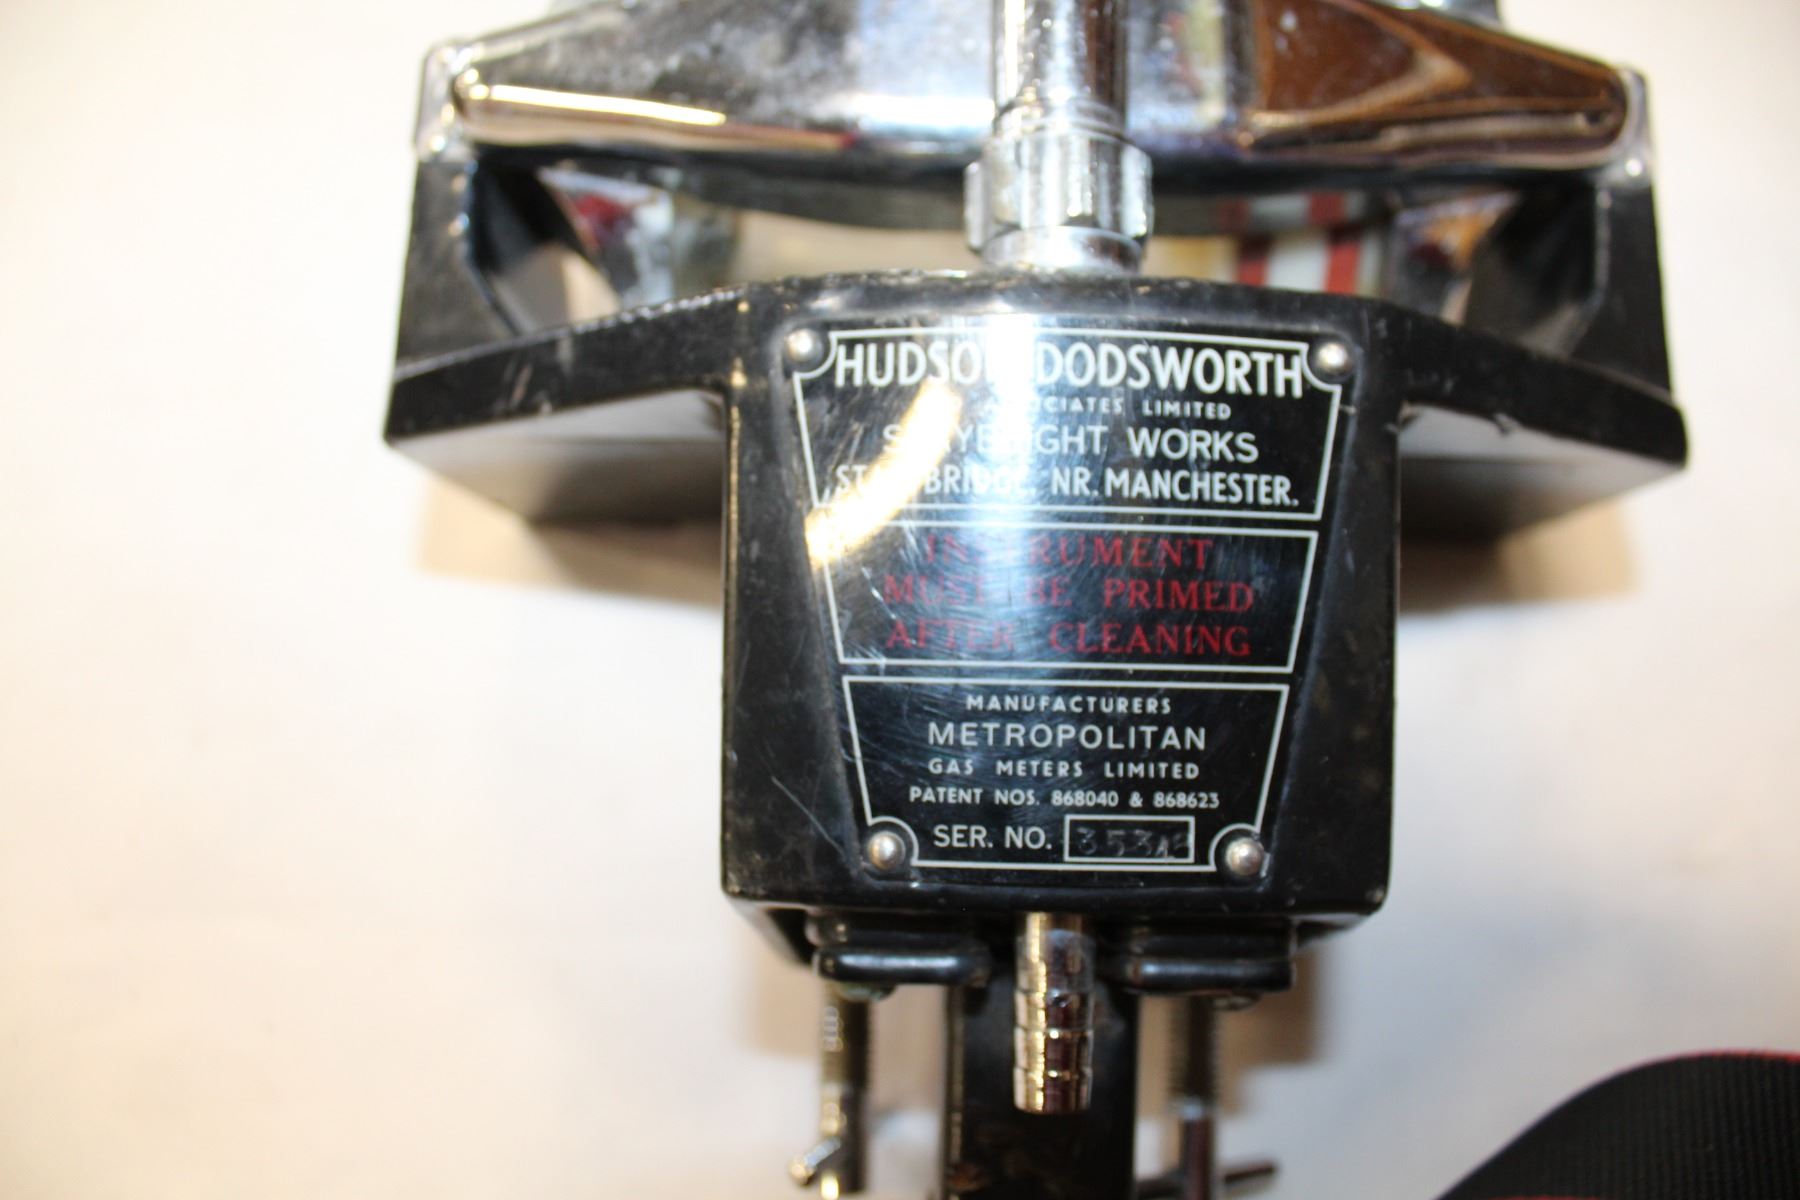 HUDSON DODSWORTH
ASSOCIATES LIMITED
WORKS
STALYBRIDGE, NR. MANCHESTER.
INSTRUMENT
MUST BE PRIMED
AFTER CLEANING
MANUFACTURERS
METROPOLITAN
GAS METERS LIMITED
PATENT NOS. 868040 & 868623
SER. NO.